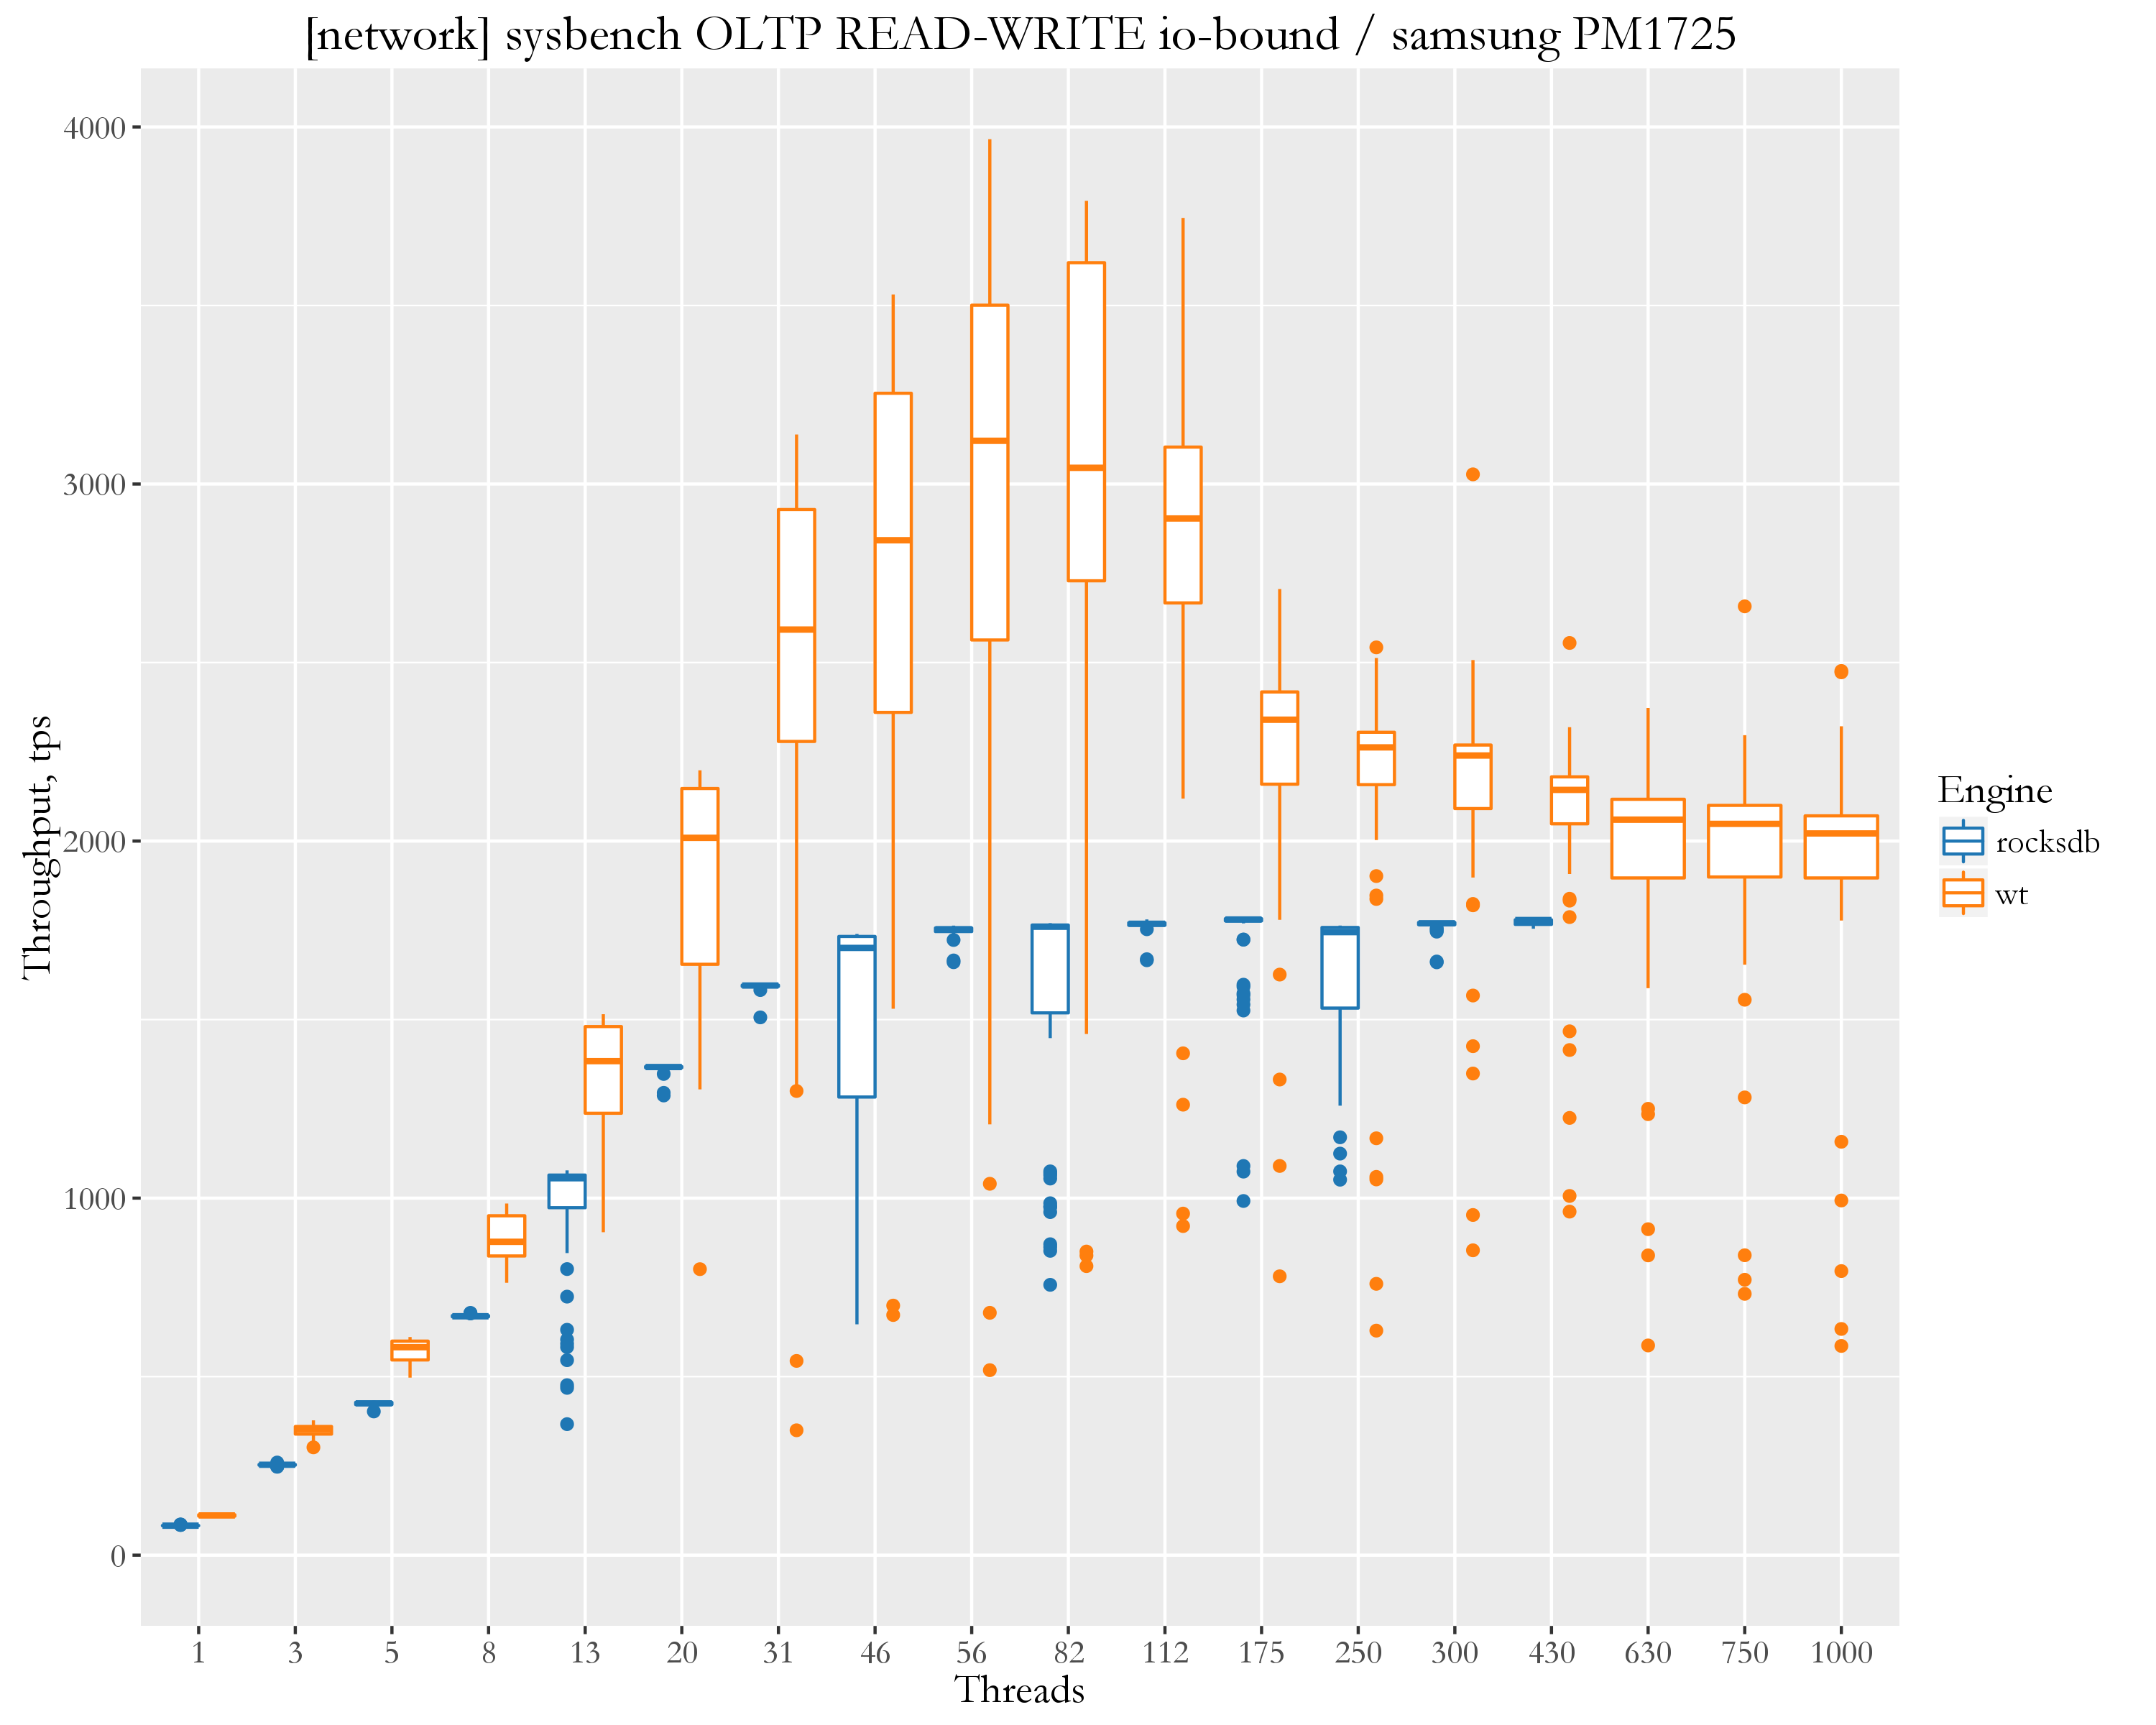 [network] sysbench OLTP READ-WRITE io-bound / samsung PM1725
4000
3000
2000
1000
0
Throughput, tps
1 3 5 8 13 20 31 46 56 82 112 175 250 300 430 630 750 1000
Threads
Engine
rocksdb
wt